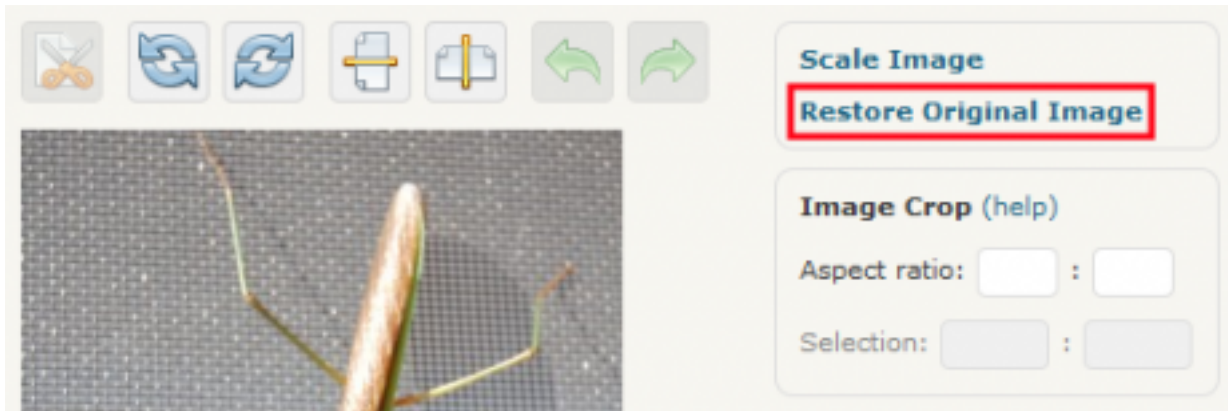 Scale Image
Restore Original Image
Image Crop (help)
Aspect ratio: :
Selection: :